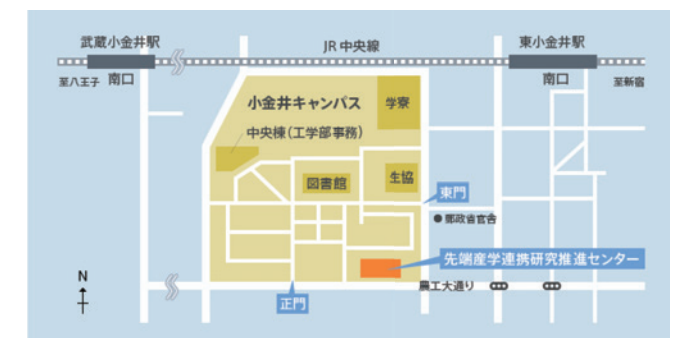 武蔵小金井駅
JR中央線
東小金井駅
至八王子
南口
南口
至新宿
小金井キャンパス
学寮
中央棟(工学部事務)
図書館
生協
東門
●郵政省官舎
先端産学連携研究推進センター
農工大通り
正門
N